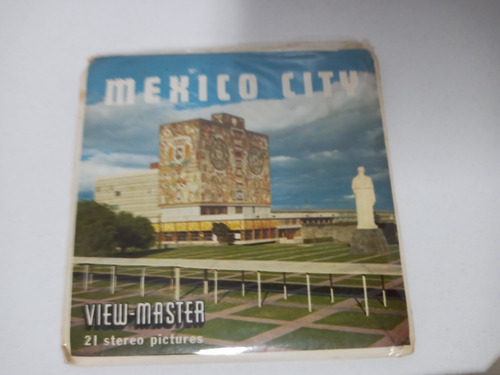 MEXICO CITY
VIEW-MASTER
21 stereo pictures